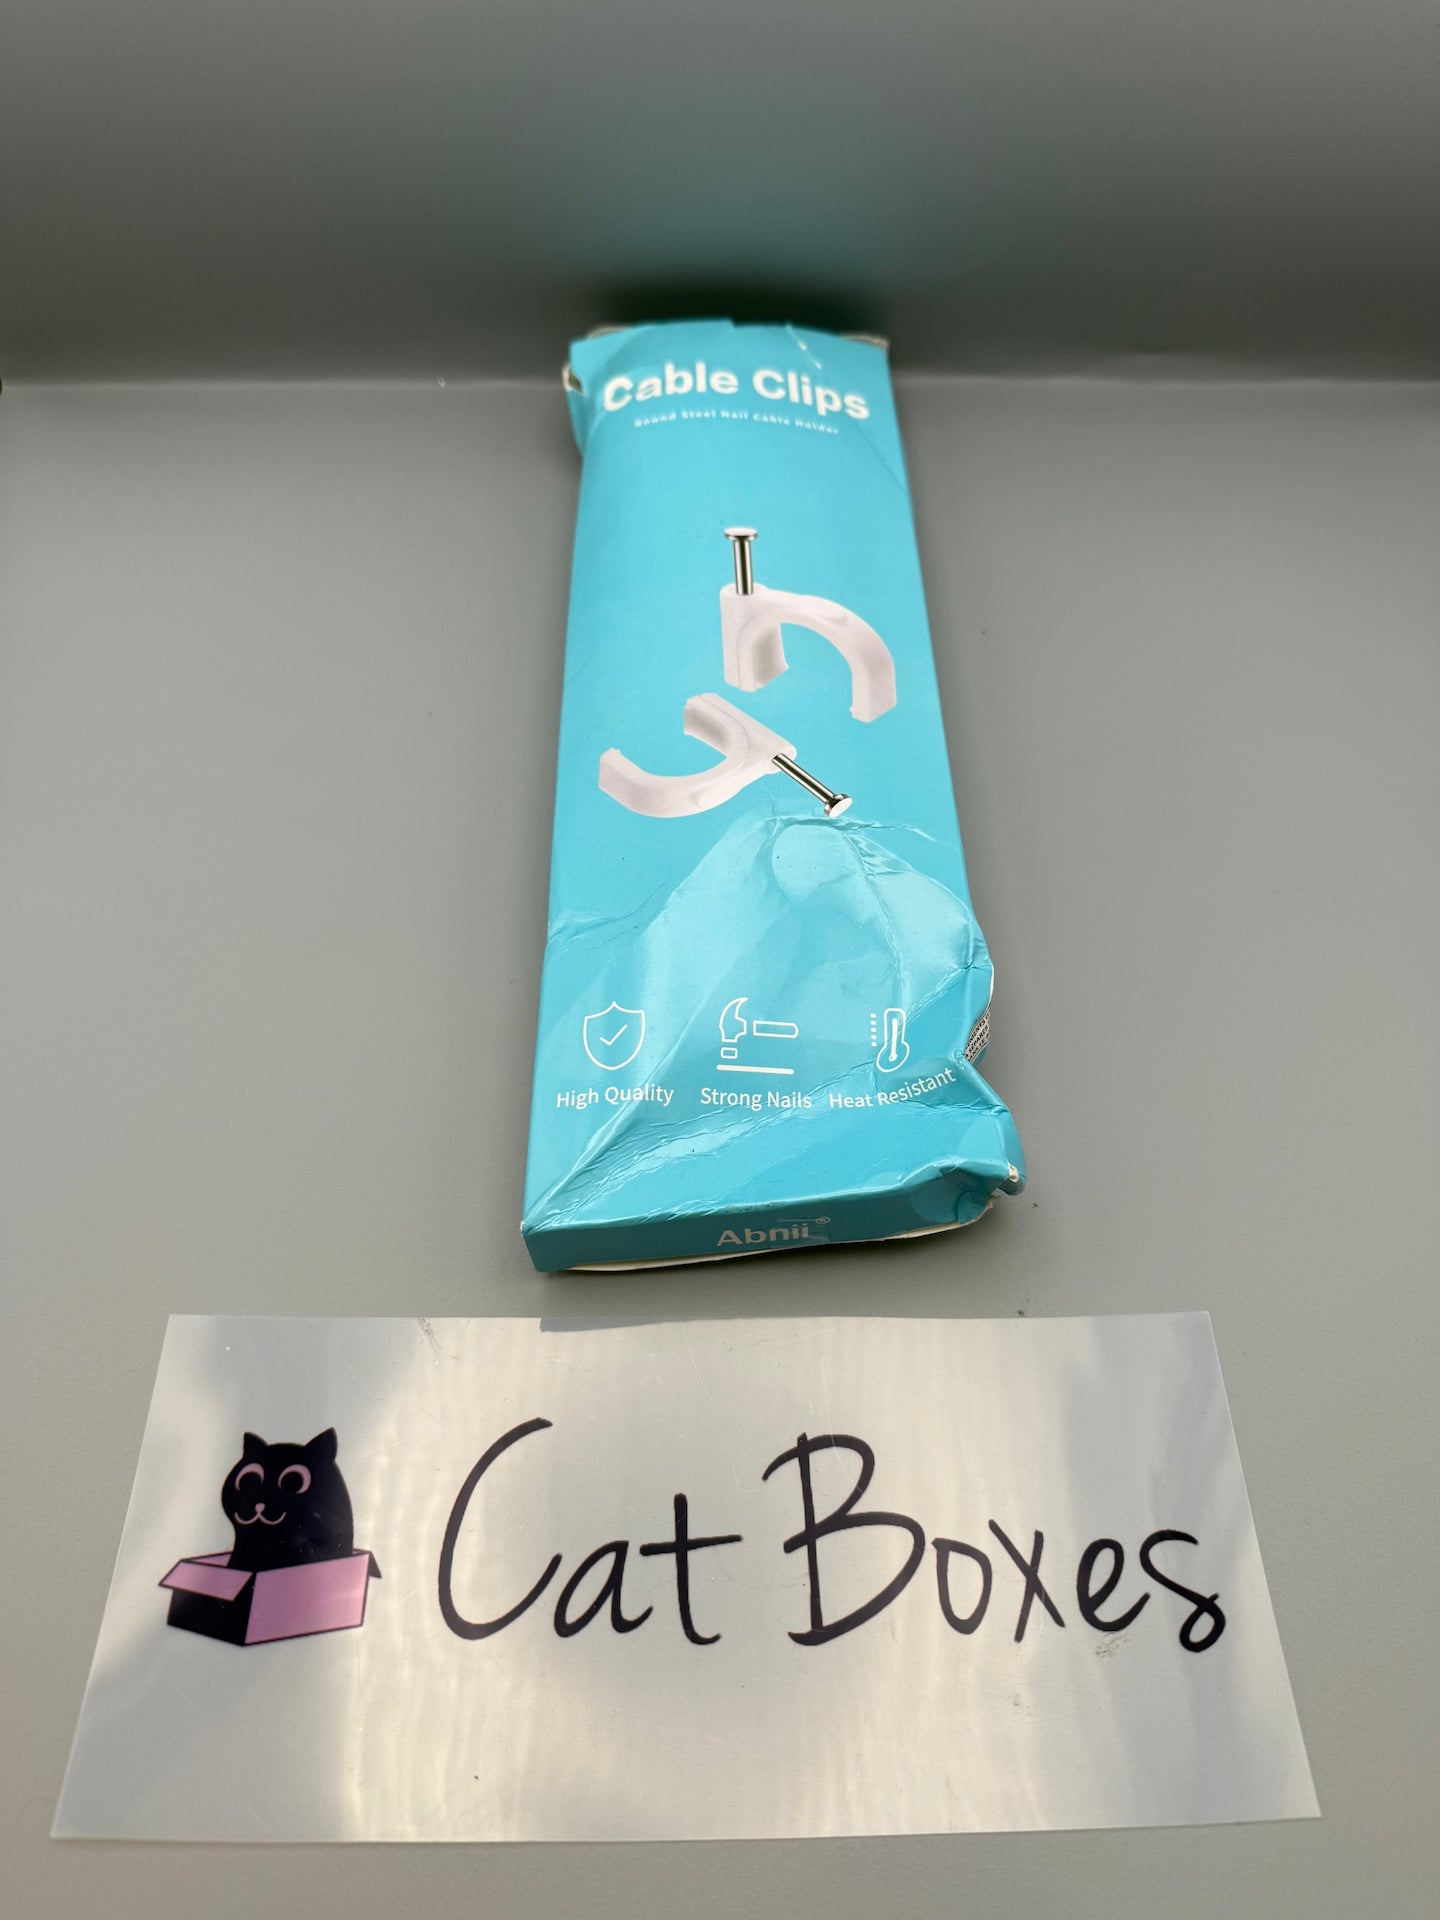 Cable Clips
Round Steel Nail Cable Holder
High Quality
Strong Nails
Heat Resistant
Abnii®
Cat Boxes